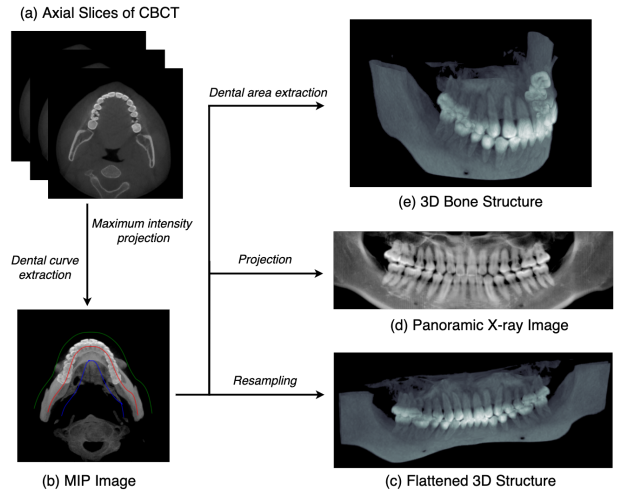 (a) Axial Slices of CBCT
Dental area extraction
(e) 3D Bone Structure
Maximum intensity
projection
Dental curve
extraction
Projection
(d) Panoramic X-ray Image
Resampling
(b) MIP Image
(c) Flattened 3D Structure